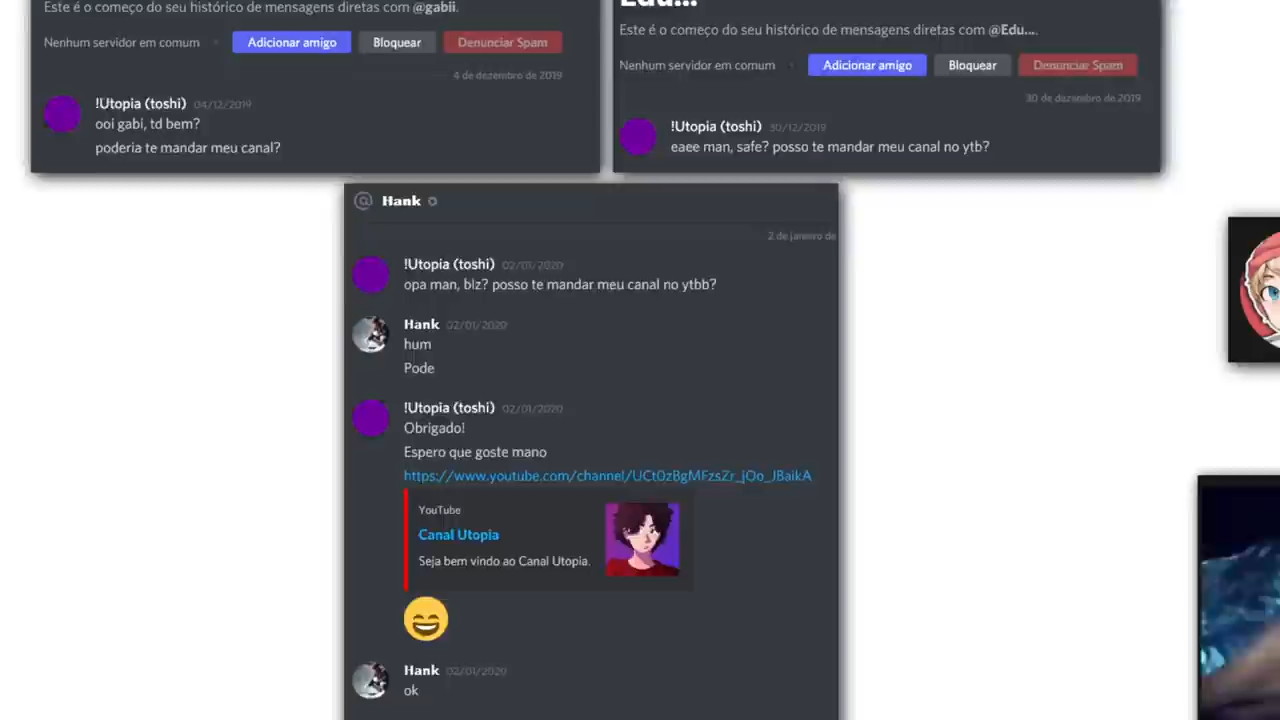 Este é o começo do seu histórico de mensagens diretas com @gabii.
Nenhum servidor em comum
Adicionar amigo
Bloquear
Denunciar Spam
4 de dezembro de 2019
!Utopia (toshi) 04/12/2019
ooi gabi, td bem?
poderia te mandar meu canal?
Edu...
Este é o começo do seu histórico de mensagens diretas com @Edu....
Nenhum servidor em comum
Adicionar amigo
Bloquear
Denunciar Spam
30 de dezembro de 2019
!Utopia (toshi) 30/12/2019
eaee man, safe? posso te mandar meu canal no ytb?
@ Hank
2 de janeiro de
!Utopia (toshi) 02/01/2020
opa man, blz? posso te mandar meu canal no ytbb?
Hank 02/01/2020
hum
Pode
!Utopia (toshi) 02/01/2020
Obrigado!
Espero que goste mano
https://www.youtube.com/channel/UCt0zBgMFzsZr_jOo_JBaikA
YouTube
Canal Utopia
Seja bem vindo ao Canal Utopia.
Hank 02/01/2020
ok